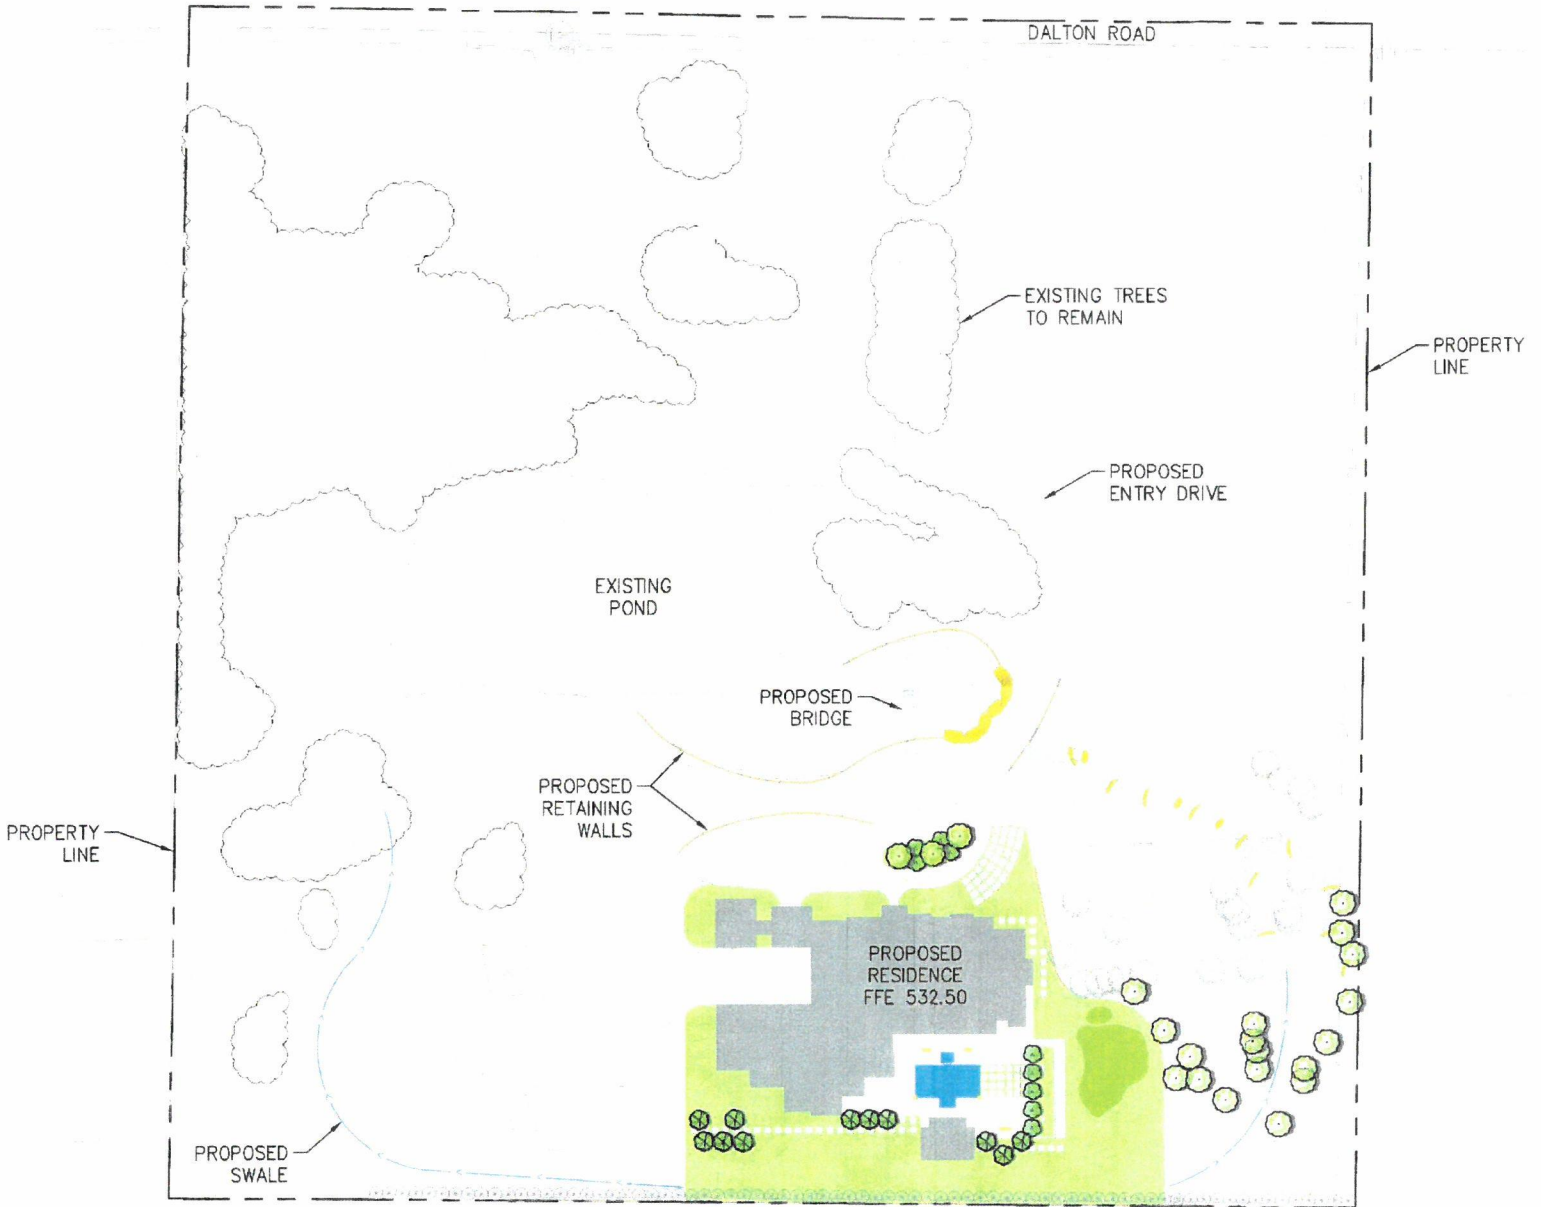 DALTON ROAD
EXISTING TREES
TO REMAIN
PROPERTY
LINE
PROPOSED
ENTRY DRIVE
EXISTING
POND
PROPOSED
BRIDGE
PROPOSED
RETAINING
WALLS
PROPERTY
LINE
PROPOSED
RESIDENCE
FFE 532.50
PROPOSED
SWALE